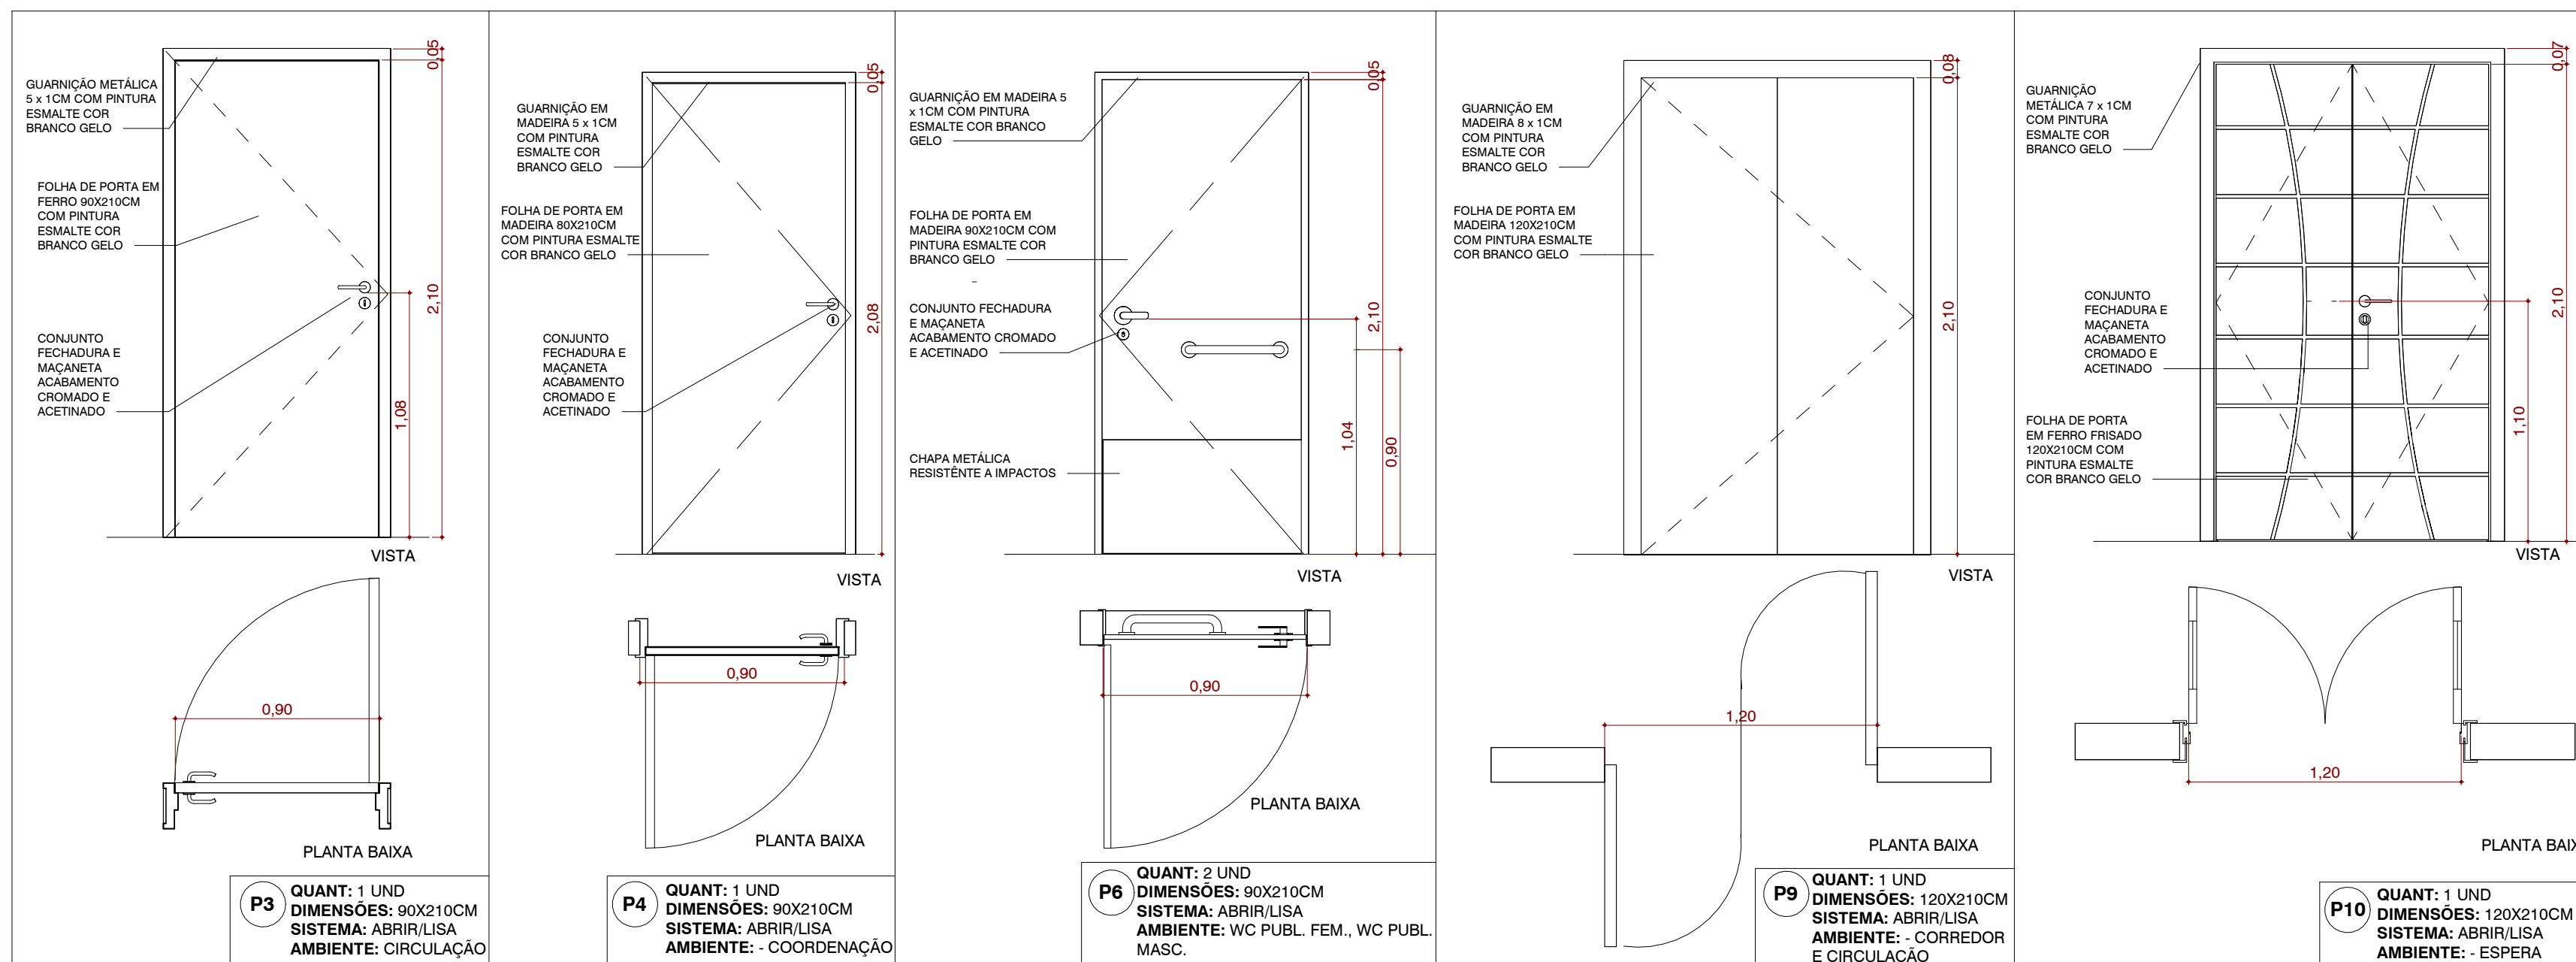 GUARNIÇÃO METÁLICA
5 x 1CM COM PINTURA
ESMALTE COR
BRANCO GELO
FOLHA DE PORTA EM
FERRO 90X210CM
COM PINTURA
ESMALTE COR
BRANCO GELO
CONJUNTO
FECHADURA E
MAÇANETA
ACABAMENTO
CROMADO E
ACETINADO
0,05
2,10
1,08
VISTA
0,90
PLANTA BAIXA
P3
QUANT: 1 UND
DIMENSÕES: 90X210CM
SISTEMA: ABRIR/LISA
AMBIENTE: CIRCULAÇÃO
GUARNIÇÃO EM
MADEIRA 5 x 1CM
COM PINTURA
ESMALTE COR
BRANCO GELO
FOLHA DE PORTA EM
MADEIRA 80X210CM
COM PINTURA ESMALTE
COR BRANCO GELO
CONJUNTO
FECHADURA E
MAÇANETA
ACABAMENTO
CROMADO E
ACETINADO
0,05
2,08
VISTA
0,90
PLANTA BAIXA
P4
QUANT: 1 UND
DIMENSÕES: 90X210CM
SISTEMA: ABRIR/LISA
AMBIENTE: - COORDENAÇÃO
GUARNIÇÃO EM MADEIRA 5
x 1CM COM PINTURA
ESMALTE COR BRANCO
GELO
FOLHA DE PORTA EM
MADEIRA 90X210CM COM
PINTURA ESMALTE COR
BRANCO GELO
-
CONJUNTO FECHADURA
E MAÇANETA
ACABAMENTO CROMADO
E ACETINADO
CHAPA METÁLICA
RESISTÊNTE A IMPACTOS
0,05
2,10
1,04
0,90
VISTA
0,90
PLANTA BAIXA
P6
QUANT: 2 UND
DIMENSÕES: 90X210CM
SISTEMA: ABRIR/LISA
AMBIENTE: WC PUBL. FEM., WC PUBL.
MASC.
GUARNIÇÃO EM
MADEIRA 8 x 1CM
COM PINTURA
ESMALTE COR
BRANCO GELO
FOLHA DE PORTA EM
MADEIRA 120X210CM
COM PINTURA ESMALTE
COR BRANCO GELO
0,08
2,10
VISTA
1,20
PLANTA BAIXA
P9
QUANT: 1 UND
DIMENSÕES: 120X210CM
SISTEMA: ABRIR/LISA
AMBIENTE: - CORREDOR
E CIRCULAÇÃO
GUARNIÇÃO
METÁLICA 7 x 1CM
COM PINTURA
ESMALTE COR
BRANCO GELO
CONJUNTO
FECHADURA E
MAÇANETA
ACABAMENTO
CROMADO E
ACETINADO
FOLHA DE PORTA
EM FERRO FRISADO
120X210CM COM
PINTURA ESMALTE
COR BRANCO GELO
0,07
2,10
1,10
VISTA
1,20
PLANTA BAIX
P10
QUANT: 1 UND
DIMENSÕES: 120X210CM
SISTEMA: ABRIR/LISA
AMBIENTE: - ESPERA